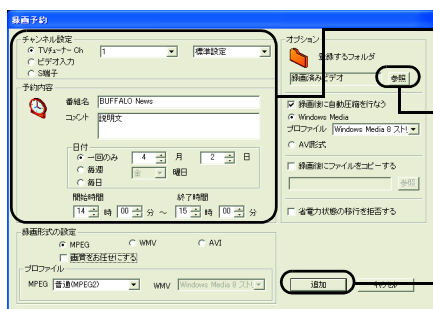 録画予約
チャンネル設定
TVチューナー Ch 1 標準設定
ビデオ入力
S端子
予約内容
番組名 BUFFALO News
コメント 説明文
日付
一回のみ 4 月 2 日
毎週 金 曜日
毎日
開始時間 終了時間
14 時 00 分 ～ 15 時 00 分
録画形式の設定
MPEG WMV AVI
画質をお任せにする
プロファイル
MPEG 普通(MPEG2) WMV Windows Media 8 スト
オプション
登録するフォルダ
録画済みビデオ 参照
録画後に自動圧縮を行なう
Windows Media
プロファイル Windows Media 8 スト
AVI形式
録画後にファイルをコピーする
参照
省電力状態の移行を拒否する
追加 キャンセル